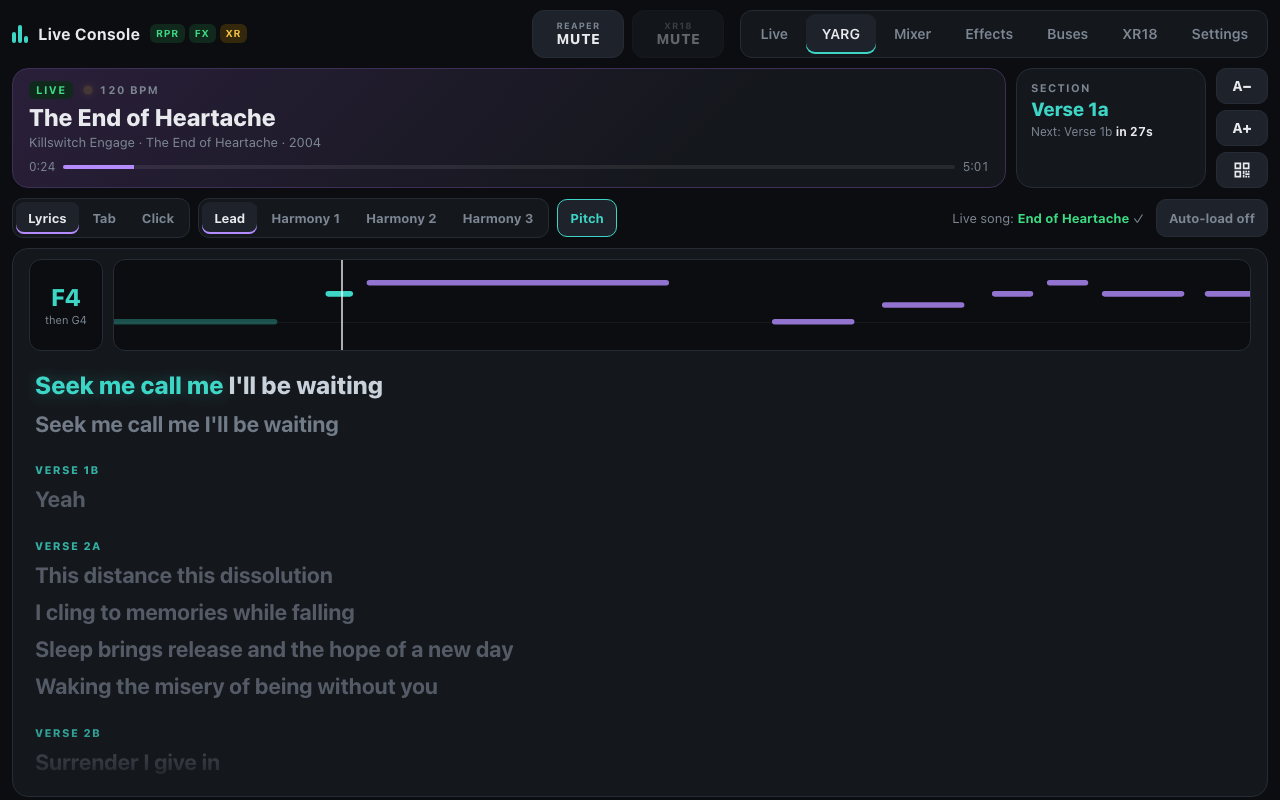 Live Console RPR FX XR
REAPER
MUTE
XR18
MUTE
Live YARG Mixer Effects Buses XR18 Settings
LIVE 120 BPM
The End of Heartache
Killswitch Engage · The End of Heartache · 2004
0:24 5:01
SECTION
Verse 1a
Next: Verse 1b in 27s
A−
A+
Lyrics Tab Click Lead Harmony 1 Harmony 2 Harmony 3 Pitch
Live song: End of Heartache ✓ Auto-load off
F4
then G4
Seek me call me I'll be waiting
Seek me call me I'll be waiting
VERSE 1B
Yeah
VERSE 2A
This distance this dissolution
I cling to memories while falling
Sleep brings release and the hope of a new day
Waking the misery of being without you
VERSE 2B
Surrender I give in